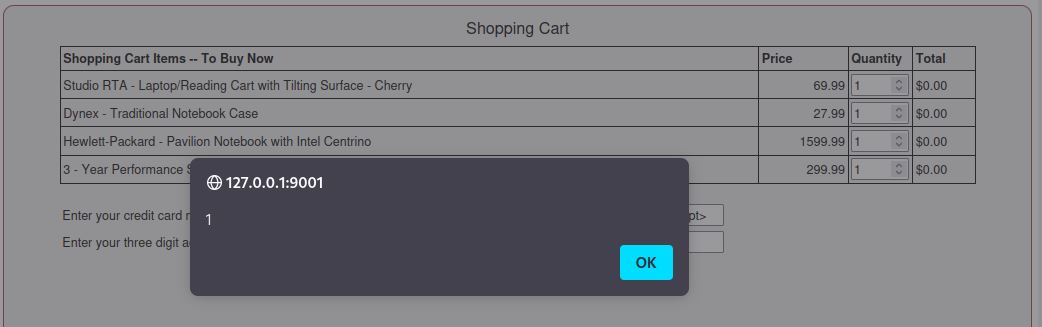 Shopping Cart
Shopping Cart Items -- To Buy Now Price Quantity Total
Studio RTA - Laptop/Reading Cart with Tilting Surface - Cherry 69.99 1 $0.00
Dynex - Traditional Notebook Case 27.99 1 $0.00
Hewlett-Packard - Pavilion Notebook with Intel Centrino 1599.99 1 $0.00
3 - Year Performance 299.99 1 $0.00
127.0.0.1:9001
1
Enter your credit card pt>
Enter your three digit
OK